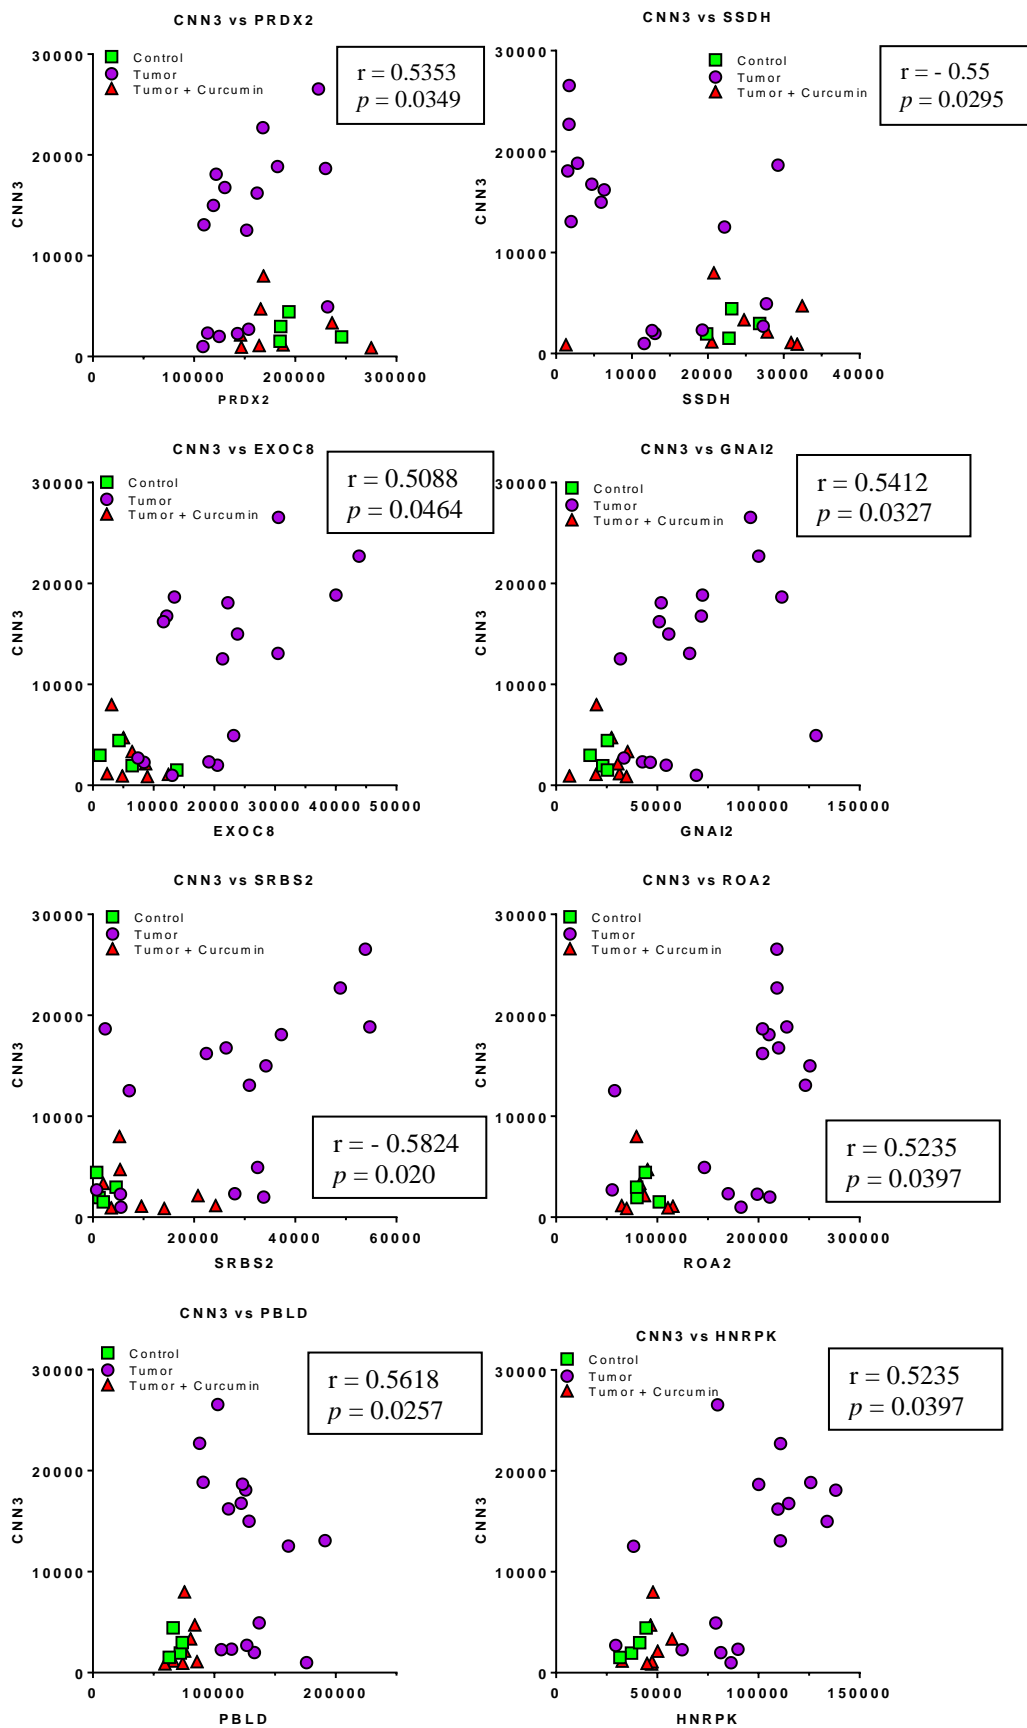 CNN3 vs PRDX2
30000
20000
10000
0
CNN3
Control
Tumor
Tumor + Curcumin
r = 0.5353
p = 0.0349
0 100000 200000 300000
PRDX2
CNN3 vs SSDH
30000
20000
10000
0
CNN3
Control
Tumor
Tumor + Curcumin
r = - 0.55
p = 0.0295
0 10000 20000 30000 40000
SSDH
CNN3 vs EXOC8
30000
20000
10000
0
CNN3
Control
Tumor
Tumor + Curcumin
r = 0.5088
p = 0.0464
0 10000 20000 30000 40000 50000
EXOC8
CNN3 vs GNAI2
30000
20000
10000
0
CNN3
Control
Tumor
Tumor + Curcumin
r = 0.5412
p = 0.0327
0 50000 100000 150000
GNAI2
CNN3 vs SRBS2
30000
20000
10000
0
CNN3
Control
Tumor
Tumor + Curcumin
r = - 0.5824
p = 0.020
0 20000 40000 60000
SRBS2
CNN3 vs ROA2
30000
20000
10000
0
CNN3
Control
Tumor
Tumor + Curcumin
r = 0.5235
p = 0.0397
0 100000 200000 300000
ROA2
CNN3 vs PBLD
30000
20000
10000
0
CNN3
Control
Tumor
Tumor + Curcumin
r = 0.5618
p = 0.0257
0 100000 200000
PBLD
CNN3 vs HNRPK
30000
20000
10000
0
CNN3
Control
Tumor
Tumor + Curcumin
r = 0.5235
p = 0.0397
0 50000 100000 150000
HNRPK